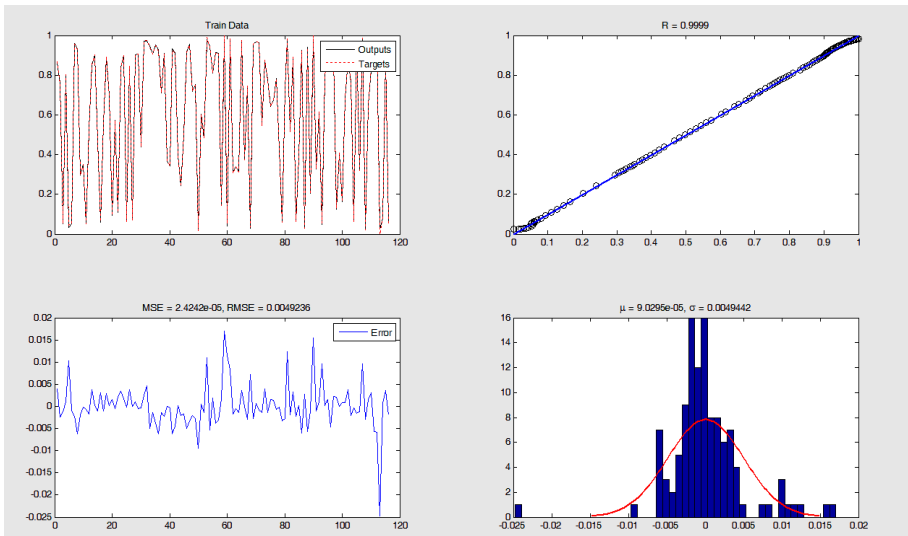 Train Data
1
0.8
0.6
0.4
0.2
0
0 20 40 60 80 100 120
Outputs
Targets
R = 0.9999
1
0.8
0.6
0.4
0.2
0
0 0.1 0.2 0.3 0.4 0.5 0.6 0.7 0.8 0.9 1
MSE = 2.4242e-05, RMSE = 0.0049236
0.02
0.015
0.01
0.005
0
-0.005
-0.01
-0.015
-0.02
-0.025
0 20 40 60 80 100 120
Error
μ = 9.0295e-05, σ = 0.0049442
16
14
12
10
8
6
4
2
0
-0.025 -0.02 -0.015 -0.01 -0.005 0 0.005 0.01 0.015 0.02